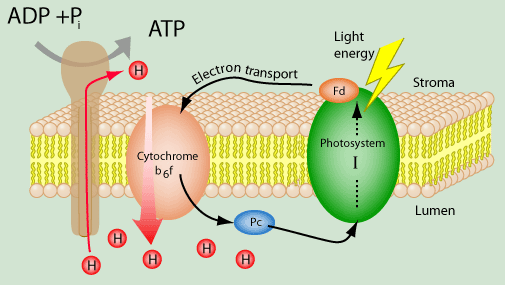 ADP +Pi
ATP
Light
energy
Electron transport
Stroma
H
Fd
Photosystem
I
Cytochrome
b6f
Lumen
Pc
H
H
H
H
H